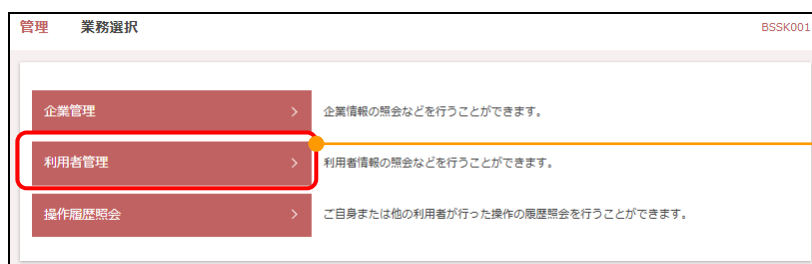 管理 業務選択 BSSK001
企業管理 企業情報の照会などを行うことができます。
利用者管理 利用者情報の照会などを行うことができます。
操作履歴照会 ご自身または他の利用者が行った操作の履歴照会を行うことができます。